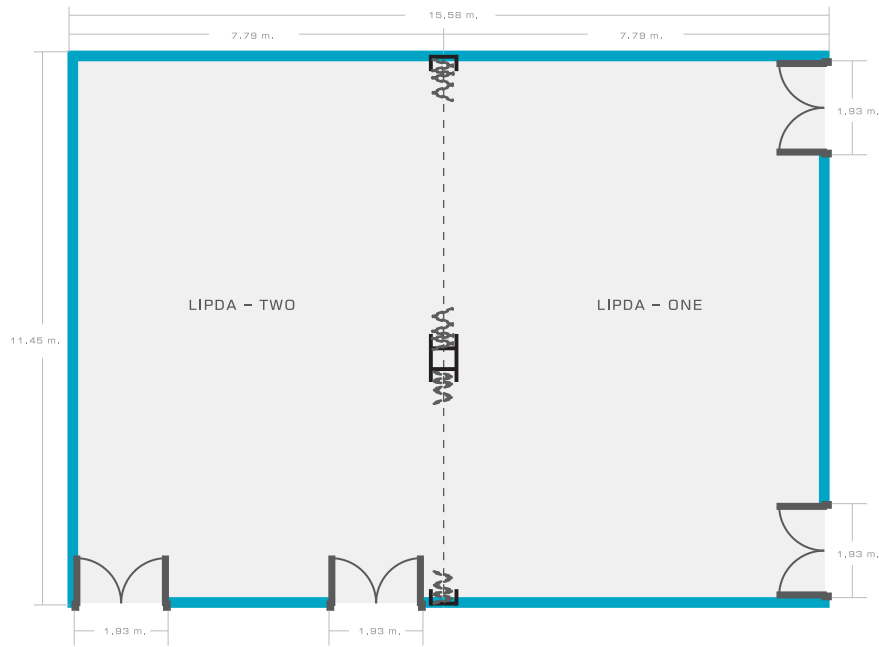 15,58 m.
7.79 m.
7.79 m.
1,93 m.
LIPDA – TWO
LIPDA – ONE
11.45 m.
1,93 m.
1,93 m.
1,93 m.